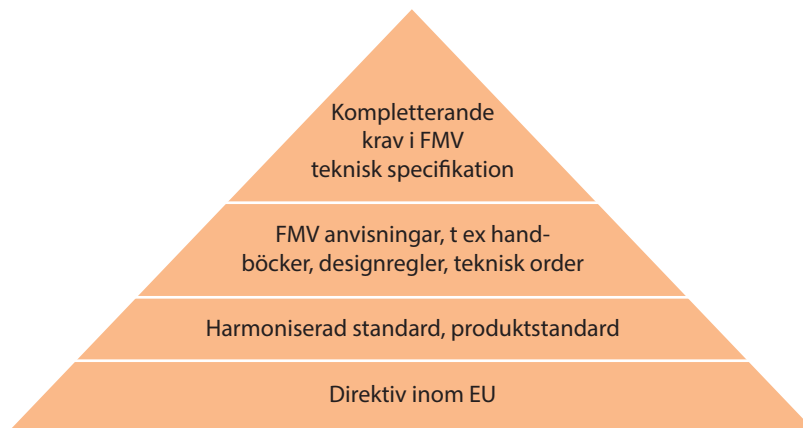 Kompletterande
krav i FMV
teknisk specifikation
FMV anvisningar, t ex hand-
böcker, designregler, teknisk order
Harmoniserad standard, produktstandard
Direktiv inom EU